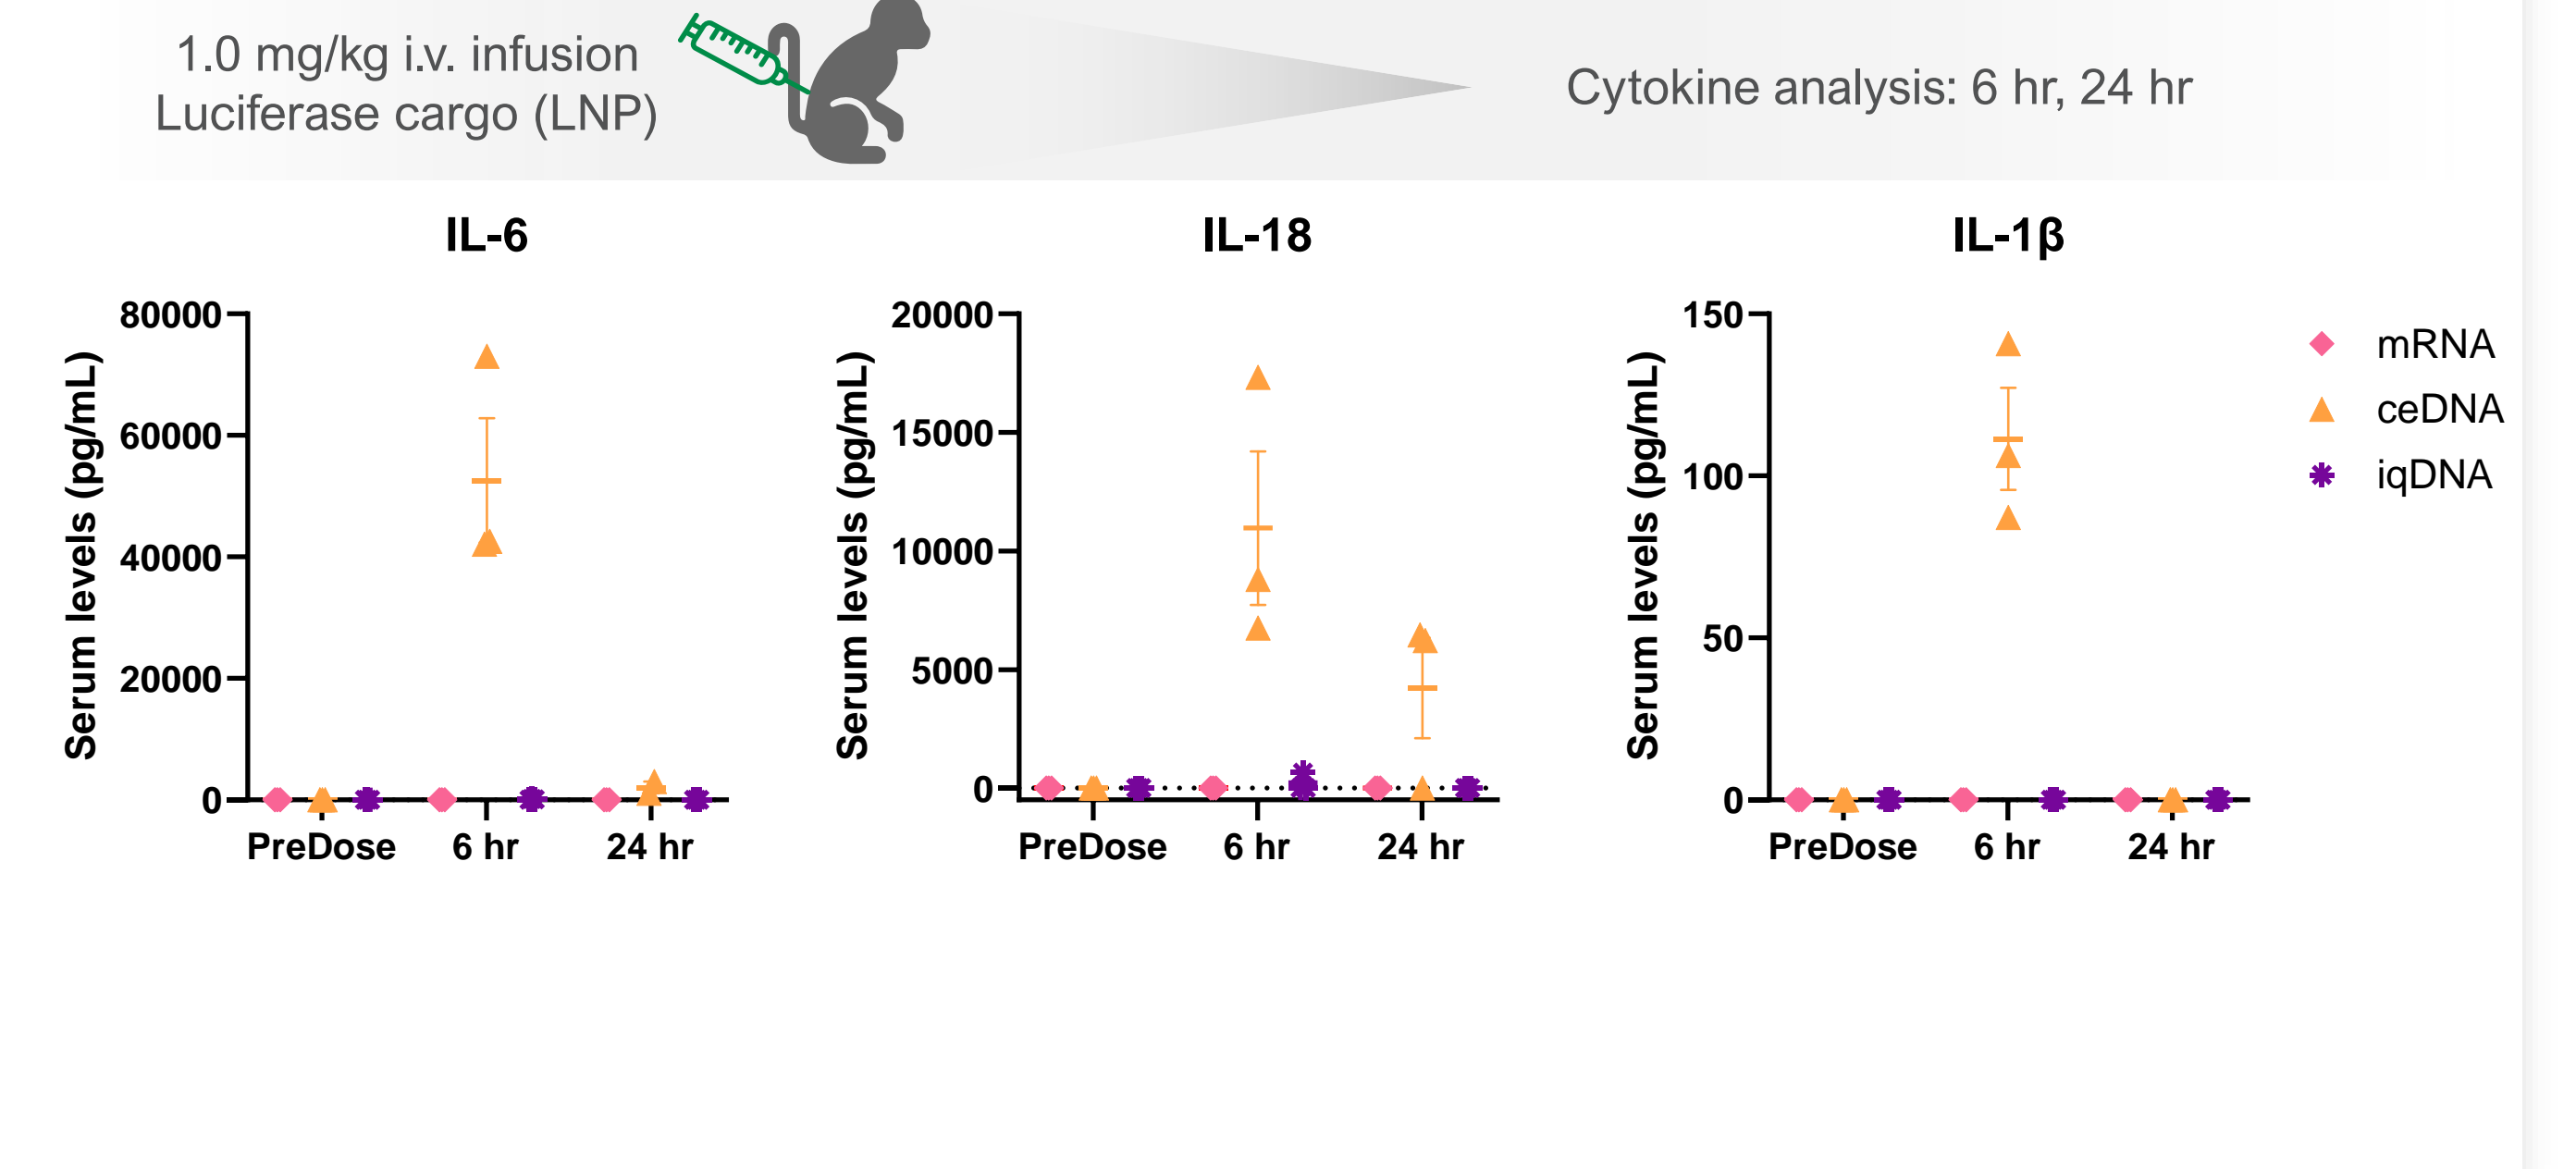 1.0 mg/kg i.v. infusion
Luciferase cargo (LNP)
Cytokine analysis: 6 hr, 24 hr
IL-6
Serum levels (pg/mL)
80000
60000
40000
20000
0
PreDose 6 hr 24 hr
IL-18
Serum levels (pg/mL)
20000
15000
10000
5000
0
PreDose 6 hr 24 hr
IL-1β
Serum levels (pg/mL)
150
100
50
0
PreDose 6 hr 24 hr
mRNA
ceDNA
iqDNA